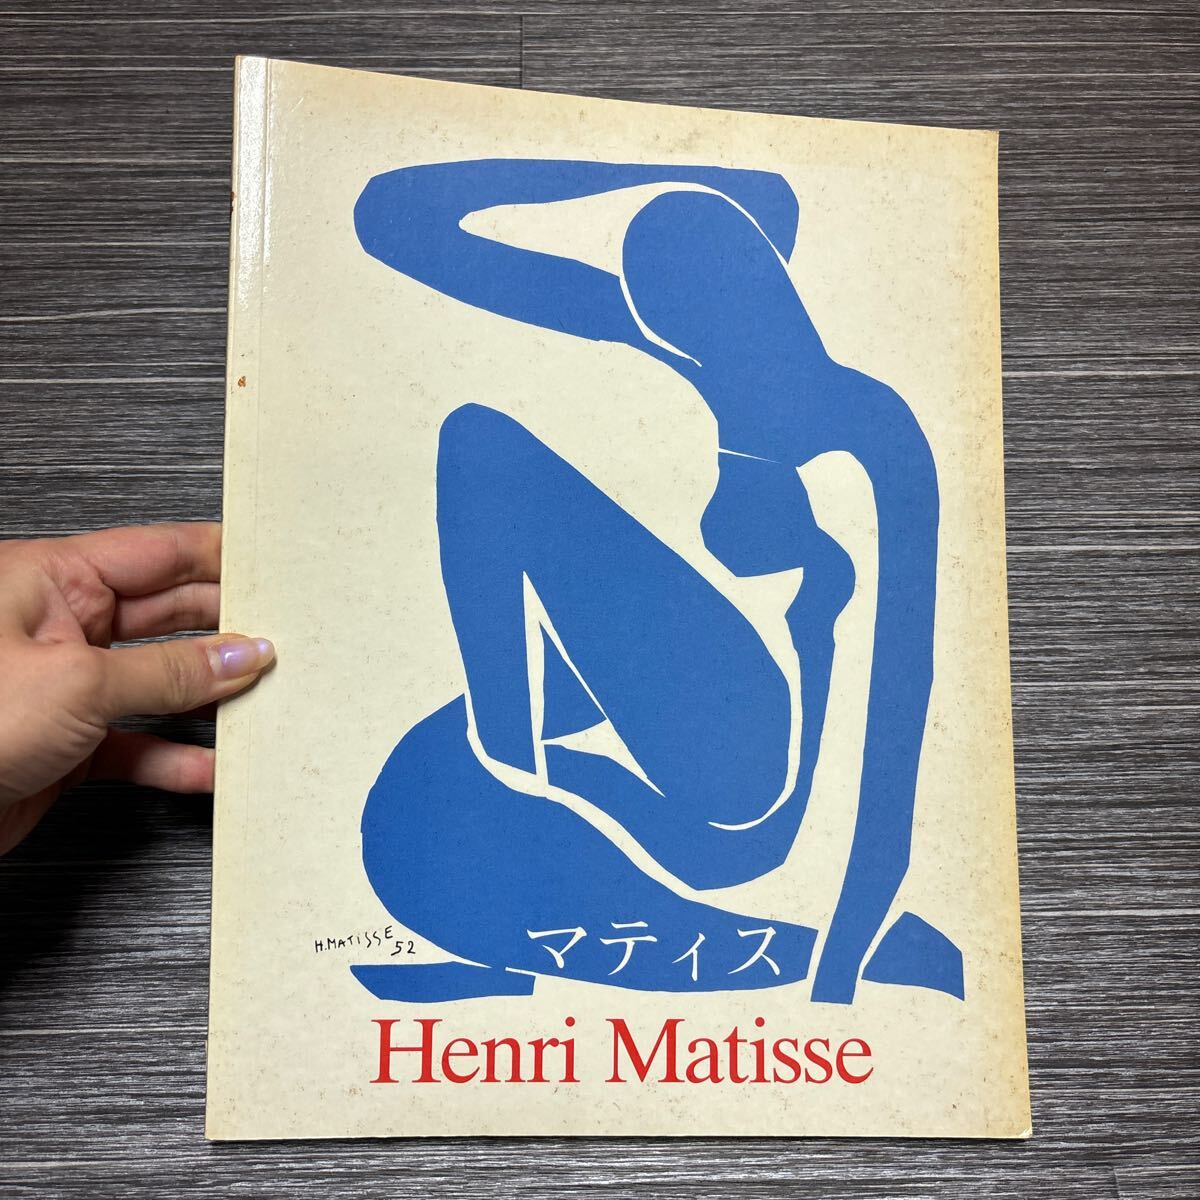 H.MATISSE
52
マティス
Henri Matisse